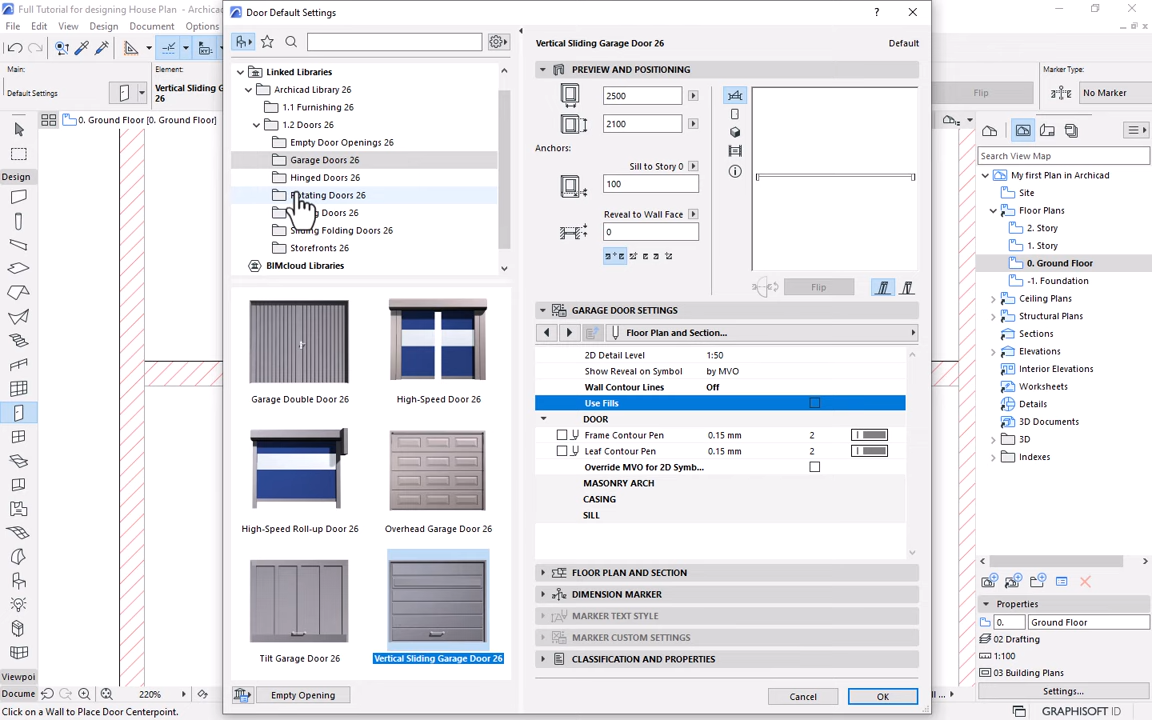 Full Tutorial for designing House Plan - Archicad
Door Default Settings
?
File Edit View Design Document Options
Vertical Sliding Garage Door 26
Default
Main:
Element:
Marker Type:
Default Settings
Vertical Sliding G
26
Flip
No Marker
0. Ground Floor [0. Ground Floor]
Linked Libraries
Archicad Library 26
1.1 Furnishing 26
1.2 Doors 26
Empty Door Openings 26
Garage Doors 26
Hinged Doors 26
Doors 26
Folding Doors 26
Storefronts 26
BIMcloud Libraries
Garage Double Door 26
High-Speed Door 26
High-Speed Roll-up Door 26
Overhead Garage Door 26
Tilt Garage Door 26
Vertical Sliding Garage Door 26
Empty Opening
PREVIEW AND POSITIONING
2500
2100
Anchors:
Sill to Story 0
100
Reveal to Wall Face
0
Flip
GARAGE DOOR SETTINGS
Floor Plan and Section...
2D Detail Level 1:50
Show Reveal on Symbol by MVO
Wall Contour Lines Off
Use Fills
DOOR
Frame Contour Pen 0.15 mm 2
Leaf Contour Pen 0.15 mm 2
Override MVO for 2D Symb...
MASONRY ARCH
CASING
SILL
FLOOR PLAN AND SECTION
DIMENSION MARKER
MARKER TEXT STYLE
MARKER CUSTOM SETTINGS
CLASSIFICATION AND PROPERTIES
Cancel
OK
Search View Map
My first Plan in Archicad
Site
Floor Plans
2. Story
1. Story
0. Ground Floor
-1. Foundation
Ceiling Plans
Structural Plans
Sections
Elevations
Interior Elevations
Worksheets
Details
3D Documents
3D
Indexes
Properties
0. Ground Floor
02 Drafting
1:100
03 Building Plans
Settings...
GRAPHISOFT ID
Design
Viewpoi
Docume
220%
Click on a Wall to Place Door Centerpoint.